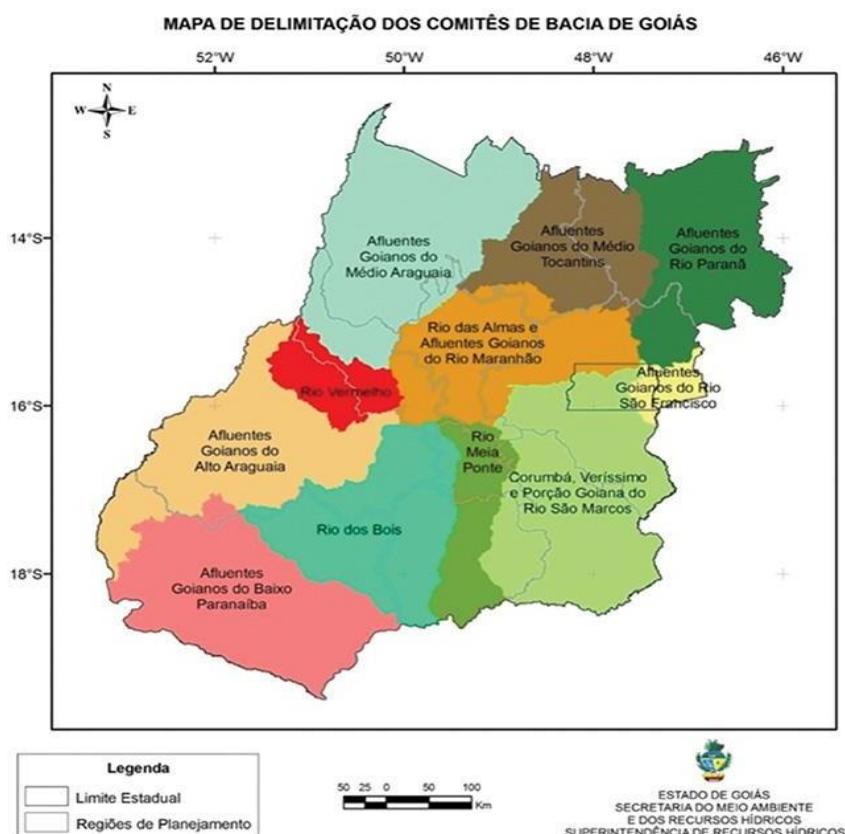 MAPA DE DELIMITAÇÃO DOS COMITÊS DE BACIA DE GOIÁS
52°W
50°W
48°W
46°W
N
W
E
S
14°S
16°S
18°S
Afluentes
Goianos do
Médio Araguaia
Afluentes
Goianos do Médio
Tocantins
Afluentes
Goianos do
Rio Paranã
Rio das Almas e
Afluentes Goianos
do Rio Maranhão
Afluentes
Goianos do Rio
São Francisco
Rio Vermelho
Afluentes
Goianos do
Alto Araguaia
Rio
Meia
Ponte
Corumbá, Veríssimo
e Porção Goiana do
Rio São Marcos
Rio dos Bois
Afluentes
Goianos do Baixo
Paranaíba
Legenda
Limite Estadual
Regiões de Planejamento
50 25 0 50 100
Km
ESTADO DE GOIÁS
SECRETARIA DO MEIO AMBIENTE
E DOS RECURSOS HÍDRICOS
SUPERINTENDÊNCIA DE RECURSOS HÍDRICOS